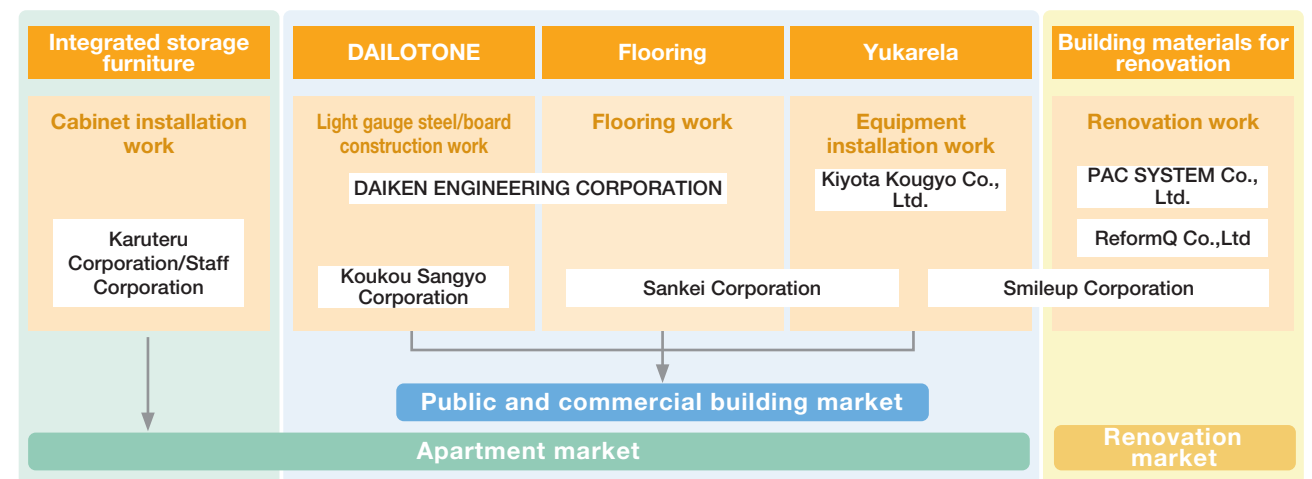 Integrated storage
furniture
DAILOTONE
Flooring
Yukarela
Building materials for
renovation
Cabinet installation
work
Light gauge steel/board
construction work
Flooring work
Equipment
installation work
Renovation work
DAIKEN ENGINEERING CORPORATION
Kiyota Kougyo Co.,
Ltd.
PAC SYSTEM Co.,
Ltd.
ReformQ Co.,Ltd
Karuteru
Corporation/Staff
Corporation
Koukou Sangyo
Corporation
Sankei Corporation
Smileup Corporation
Public and commercial building market
Apartment market
Renovation
market